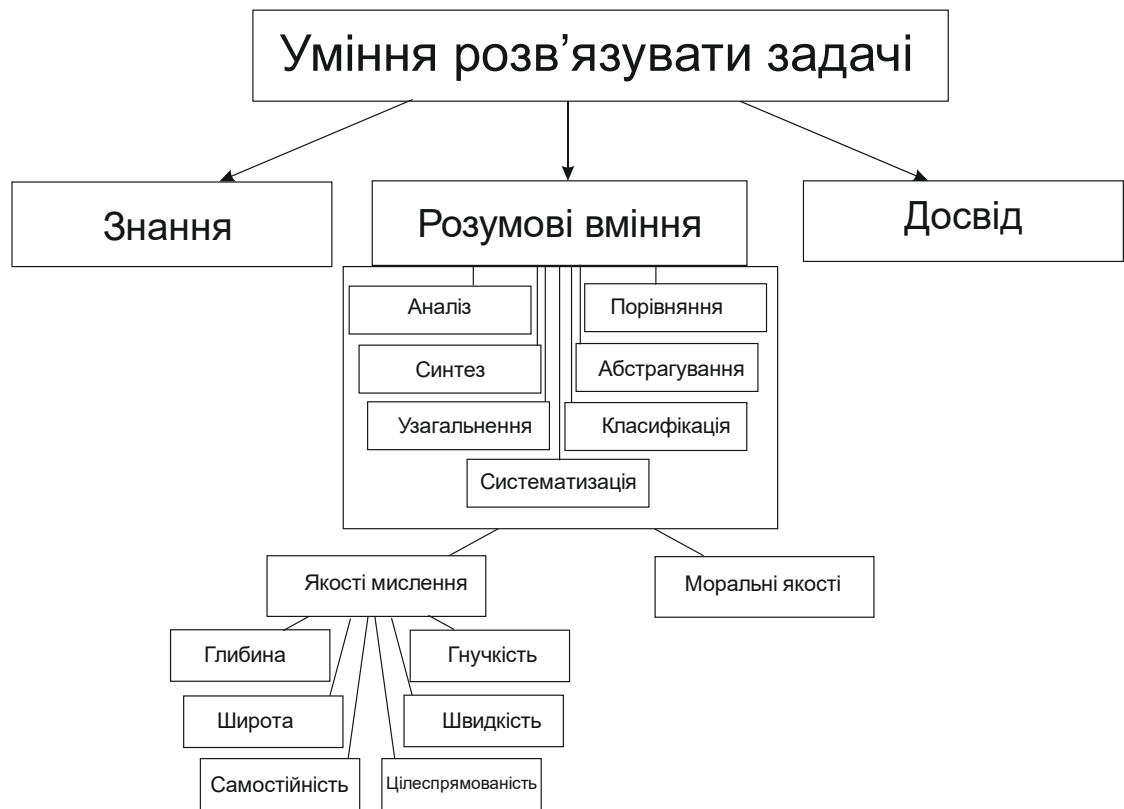 Уміння розв’язувати задачі
Знання
Розумові вміння
Досвід
Аналіз
Порівняння
Синтез
Абстрагування
Узагальнення
Класифікація
Систематизація
Якості мислення
Моральні якості
Глибина
Гнучкість
Широта
Швидкість
Самостійність
Цілеспрямованість